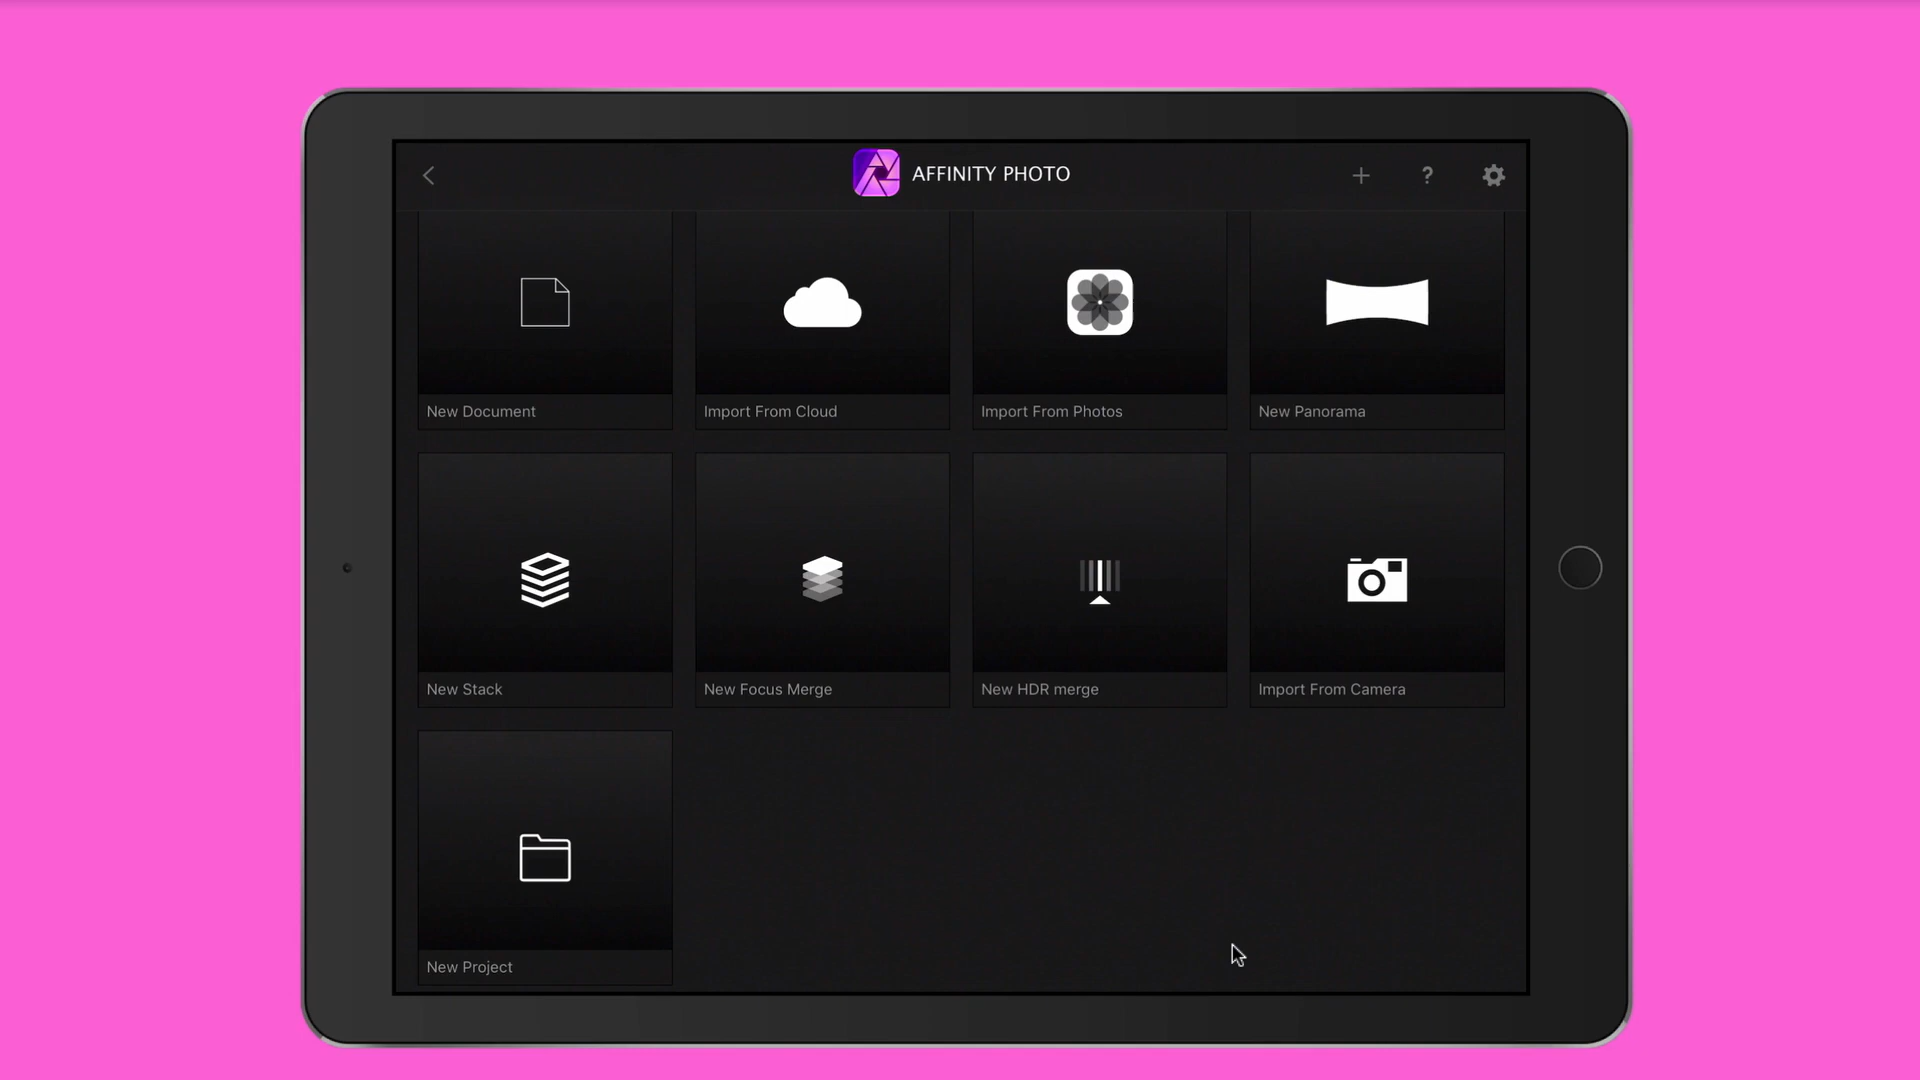 AFFINITY PHOTO
+ ?
New Document
Import From Cloud
Import From Photos
New Panorama
New Stack
New Focus Merge
New HDR merge
Import From Camera
New Project